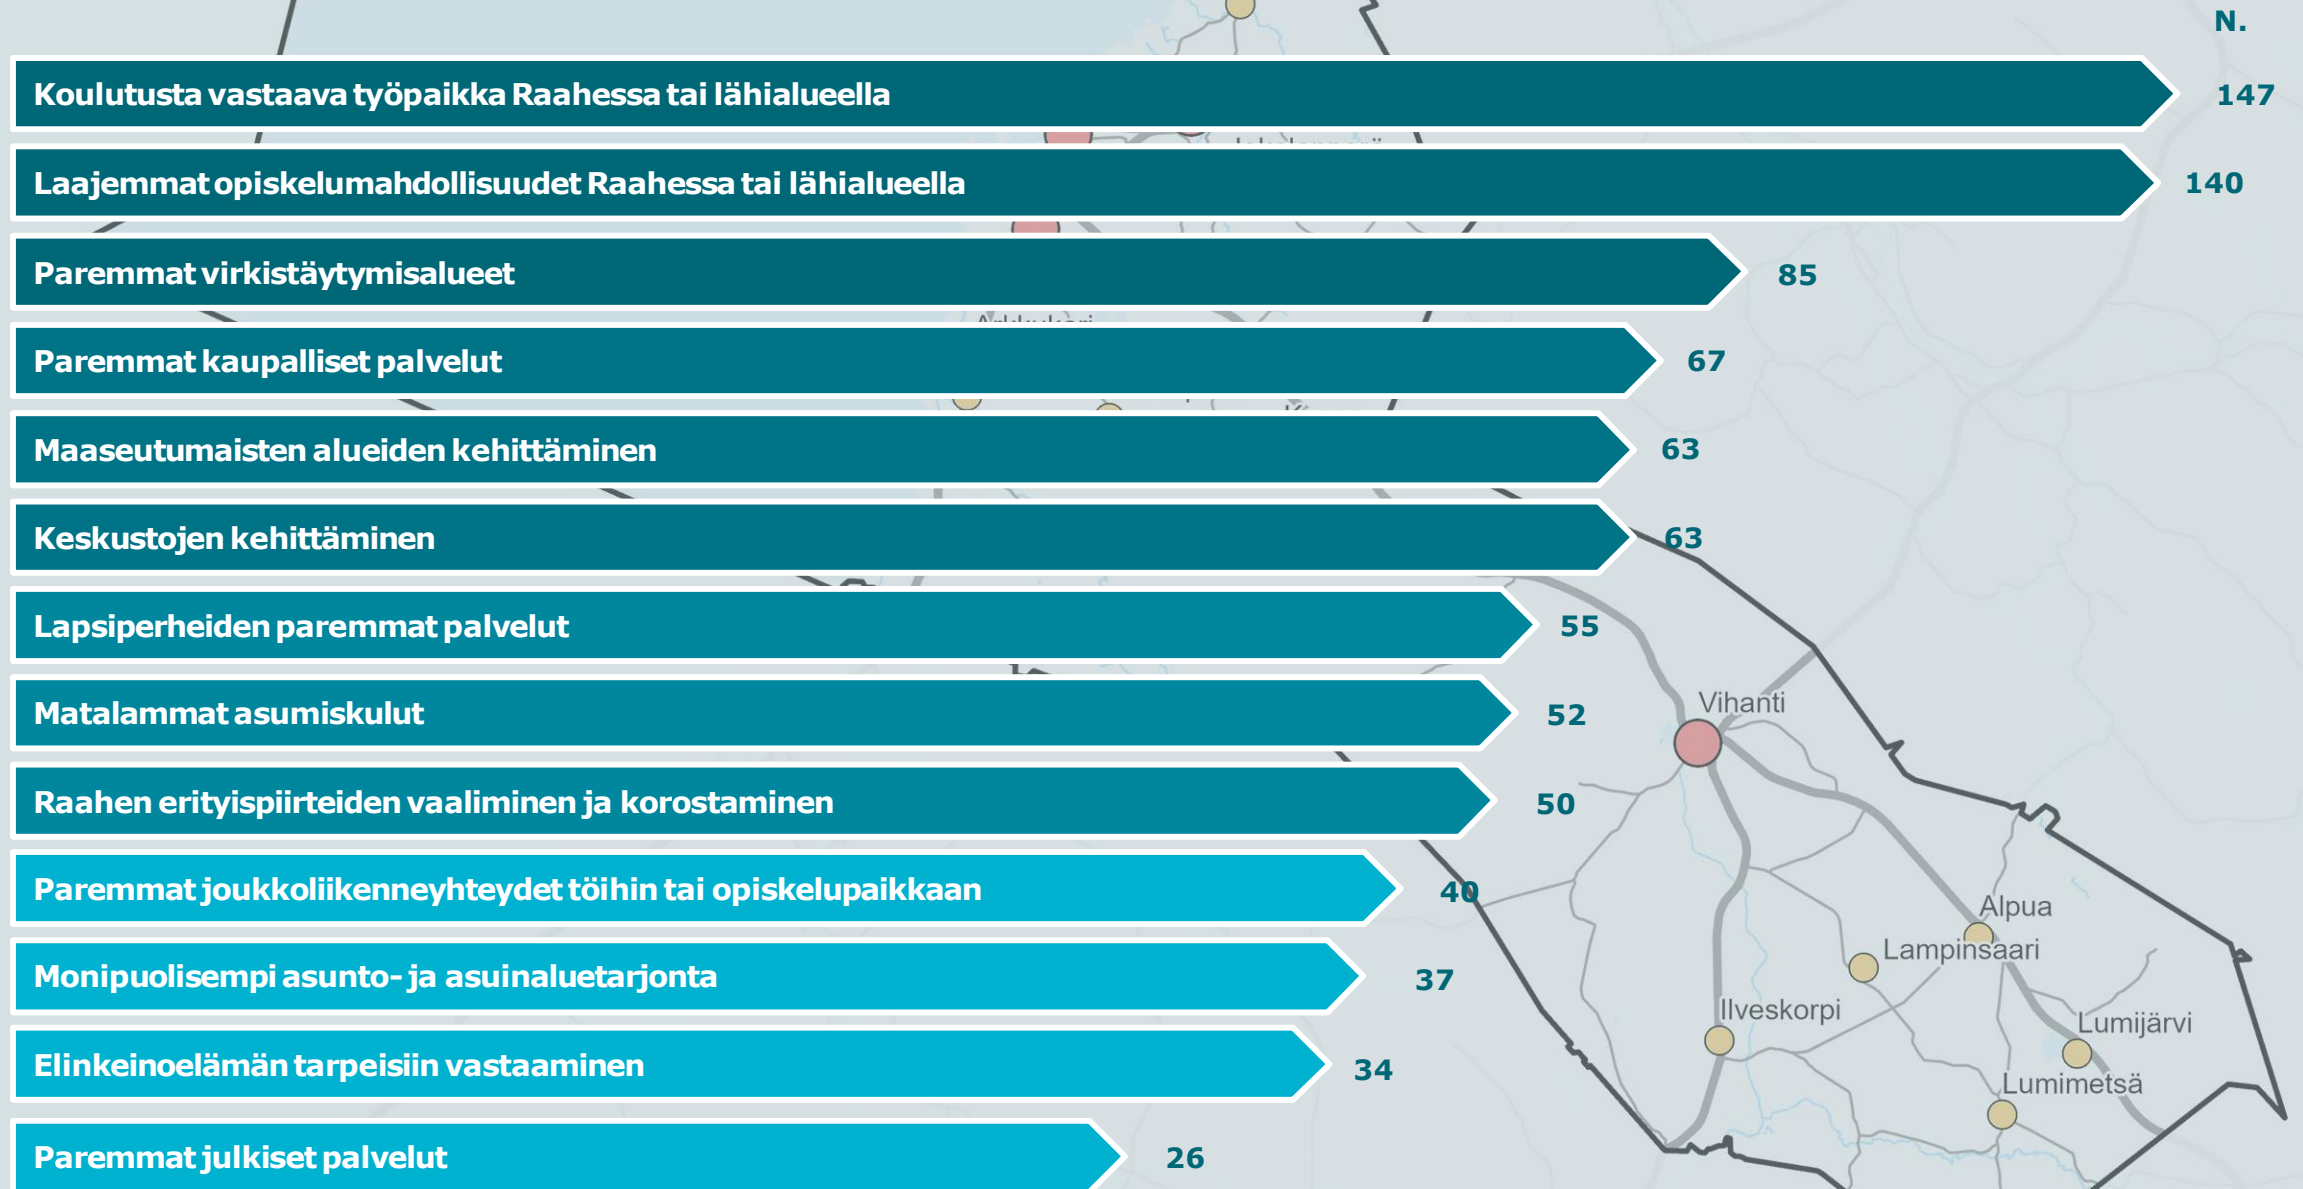 N.
Koulutusta vastaava työpaikka Raahessa tai lähialueella 147
Laajemmat opiskelumahdollisuudet Raahessa tai lähialueella 140
Paremmat virkistäytymisalueet 85
Paremmat kaupalliset palvelut 67
Maaseutumaisten alueiden kehittäminen 63
Keskustojen kehittäminen 63
Lapsiperheiden paremmat palvelut 55
Matalammat asumiskulut 52
Vihanti
Raahen erityispiirteiden vaaliminen ja korostaminen 50
Paremmat joukkoliikenneyhteydet töihin tai opiskelupaikkaan 40
Alpua
Lampinsaari
Monipuolisempi asunto- ja asuinaluetarjonta 37
Ilveskorpi
Lumijärvi
Elinkeinoelämän tarpeisiin vastaaminen 34
Lumimetsä
Paremmat julkiset palvelut 26